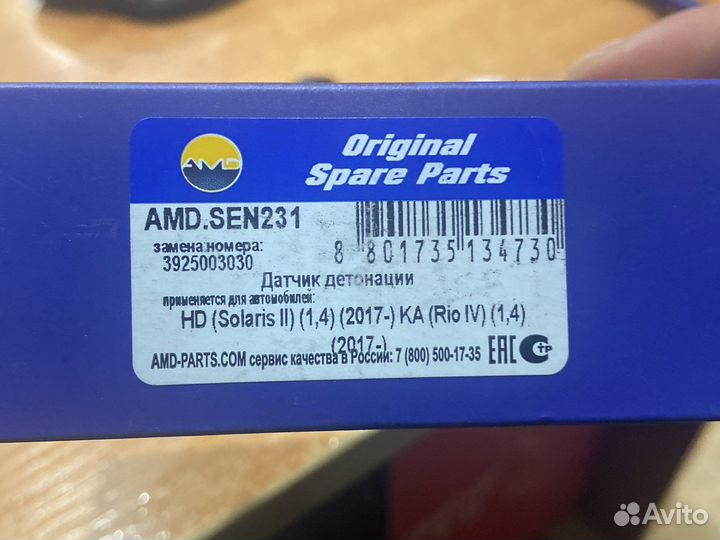 AMD
Original
Spare Parts
AMD.SEN231
замена номера:
3925003030
8 801735 134730
Датчик детонации
применяется для автомобилей:
HD (Solaris II) (1,4) (2017-) KA (Rio IV) (1,4)
(2017-)
AMD-PARTS.COM сервис качества в России: 7 (800) 500-17-35
EAC
Avito